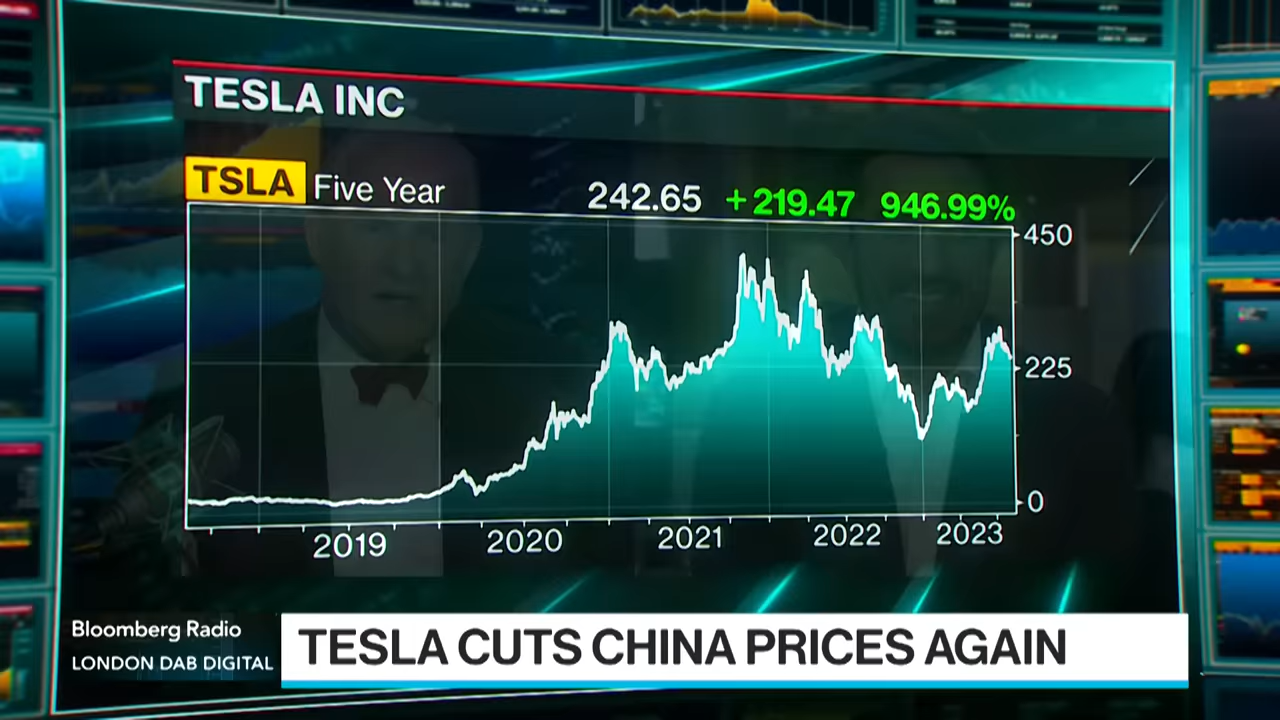 TESLA INC
TSLA Five Year 242.65 +219.47 946.99%
450
225
0
2019 2020 2021 2022 2023
Bloomberg Radio
LONDON DAB DIGITAL
TESLA CUTS CHINA PRICES AGAIN